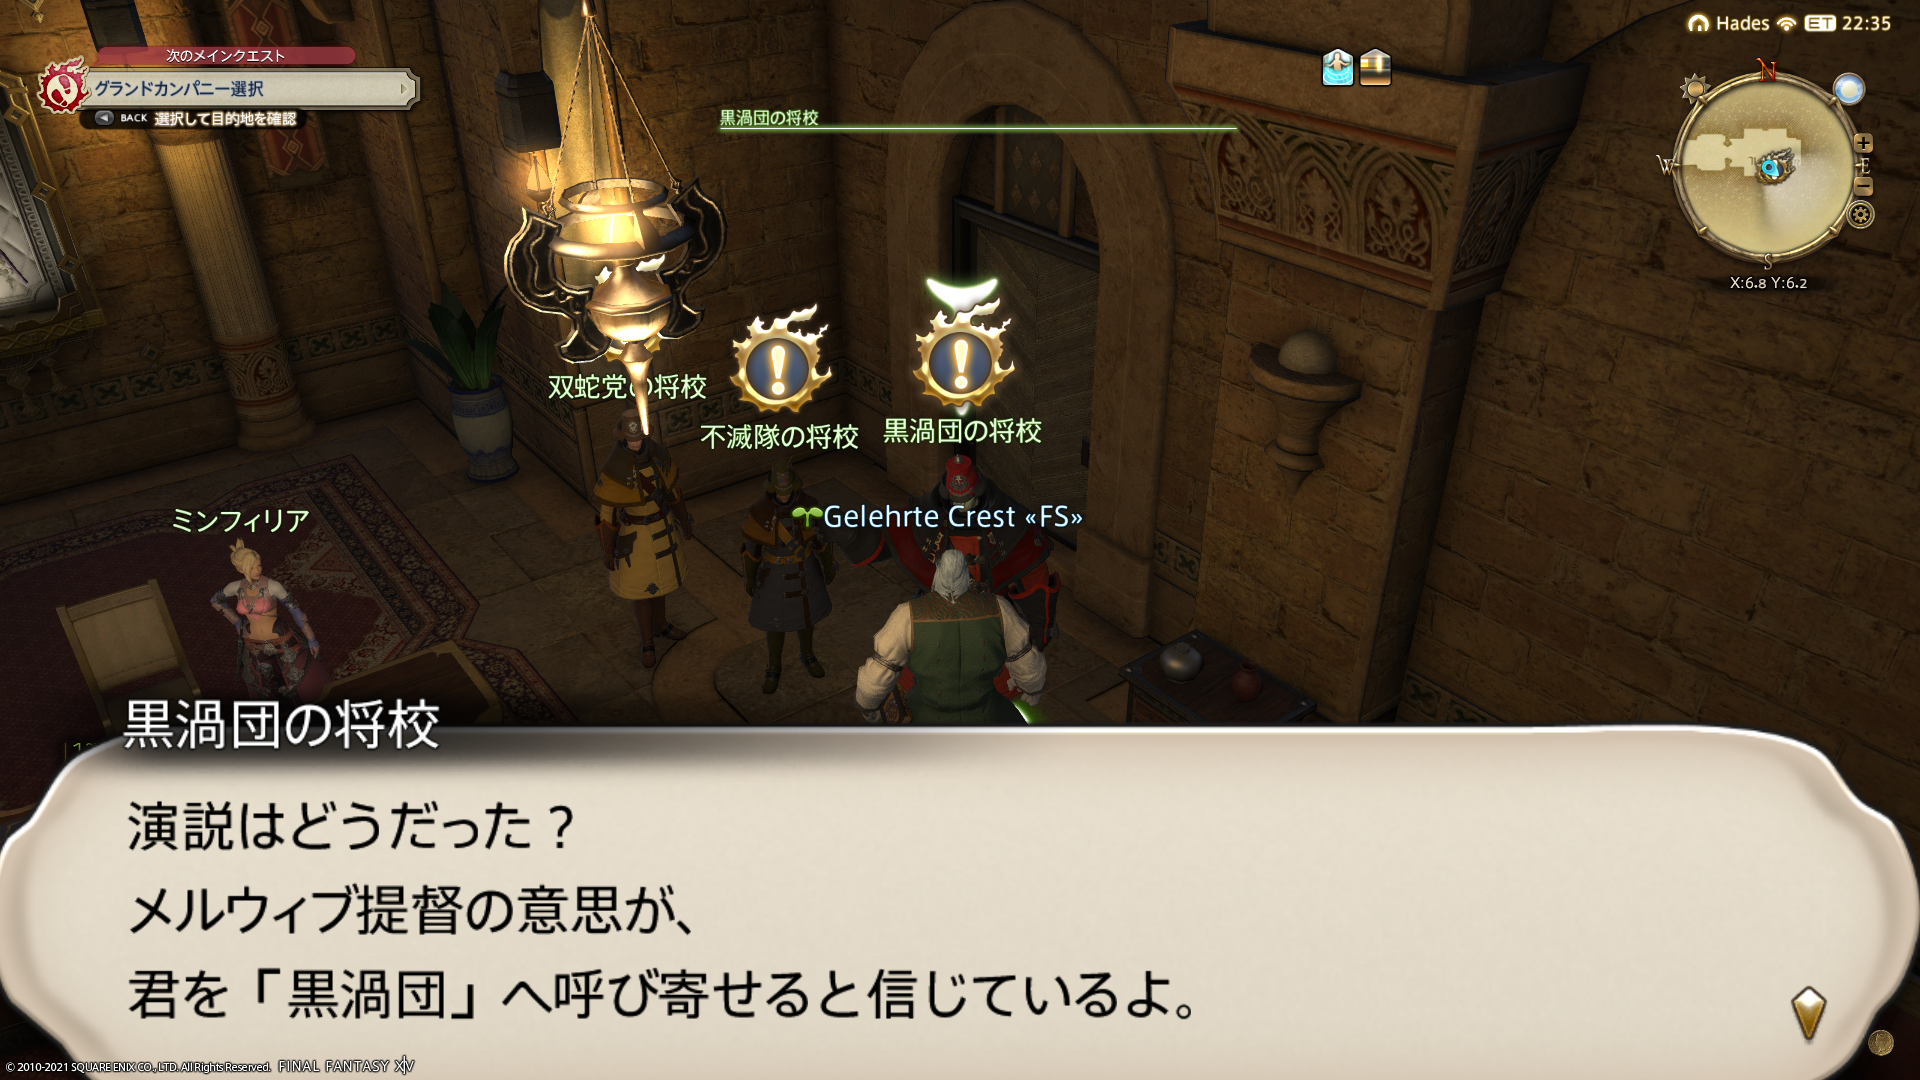 次のメインクエスト
グランドカンパニー選択
BACK 選択して目的地を確認
黒渦団の将校
Hades ET 22:35
N
W
E
S
X:6.8 Y:6.2
双蛇党の将校
不滅隊の将校
黒渦団の将校
ミンフィリア
Gelehrte Crest «FS»
黒渦団の将校
演説はどうだった？
メルウィブ提督の意思が、
君を「黒渦団」へ呼び寄せると信じているよ。
© 2010-2021 SQUARE ENIX CO., LTD. All Rights Reserved. FINAL FANTASY XIV